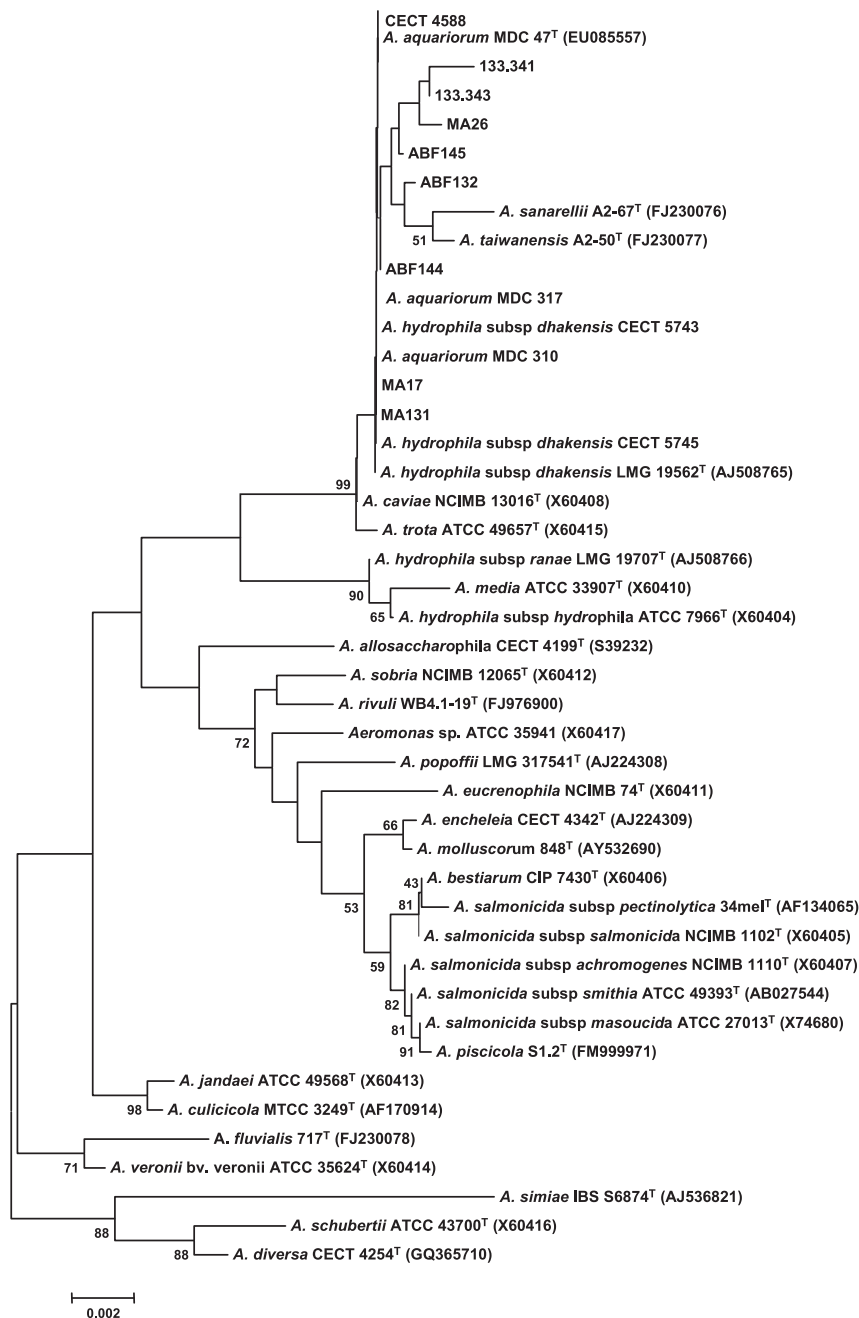 CECT 4588
A. aquariorum MDC 47T (EU085557)
133.341
133.343
MA26
ABF145
ABF132
A. sanarellii A2-67T (FJ230076)
51
A. taiwanensis A2-50T (FJ230077)
ABF144
A. aquariorum MDC 317
A. hydrophila subsp dhakensis CECT 5743
A. aquariorum MDC 310
MA17
MA131
A. hydrophila subsp dhakensis CECT 5745
A. hydrophila subsp dhakensis LMG 19562T (AJ508765)
99
A. caviae NCIMB 13016T (X60408)
A. trota ATCC 49657T (X60415)
A. hydrophila subsp ranae LMG 19707T (AJ508766)
90
A. media ATCC 33907T (X60410)
65
A. hydrophila subsp hydrophila ATCC 7966T (X60404)
A. allosaccharophila CECT 4199T (S39232)
A. sobria NCIMB 12065T (X60412)
A. rivuli WB4.1-19T (FJ976900)
72
Aeromonas sp. ATCC 35941 (X60417)
A. popoffii LMG 317541T (AJ224308)
A. eucrenophila NCIMB 74T (X60411)
66
A. encheleia CECT 4342T (AJ224309)
A. molluscorum 848T (AY532690)
43
A. bestiarum CIP 7430T (X60406)
53
81
A. salmonicida subsp pectinolytica 34melT (AF134065)
A. salmonicida subsp salmonicida NCIMB 1102T (X60405)
59
A. salmonicida subsp achromogenes NCIMB 1110T (X60407)
82
A. salmonicida subsp smithia ATCC 49393T (AB027544)
81
A. salmonicida subsp masoucida ATCC 27013T (X74680)
91
A. piscicola S1.2T (FM999971)
A. jandaei ATCC 49568T (X60413)
98
A. culicicola MTCC 3249T (AF170914)
A. fluvialis 717T (FJ230078)
71
A. veronii bv. veronii ATCC 35624T (X60414)
A. simiae IBS S6874T (AJ536821)
88
A. schubertii ATCC 43700T (X60416)
88
A. diversa CECT 4254T (GQ365710)
0.002